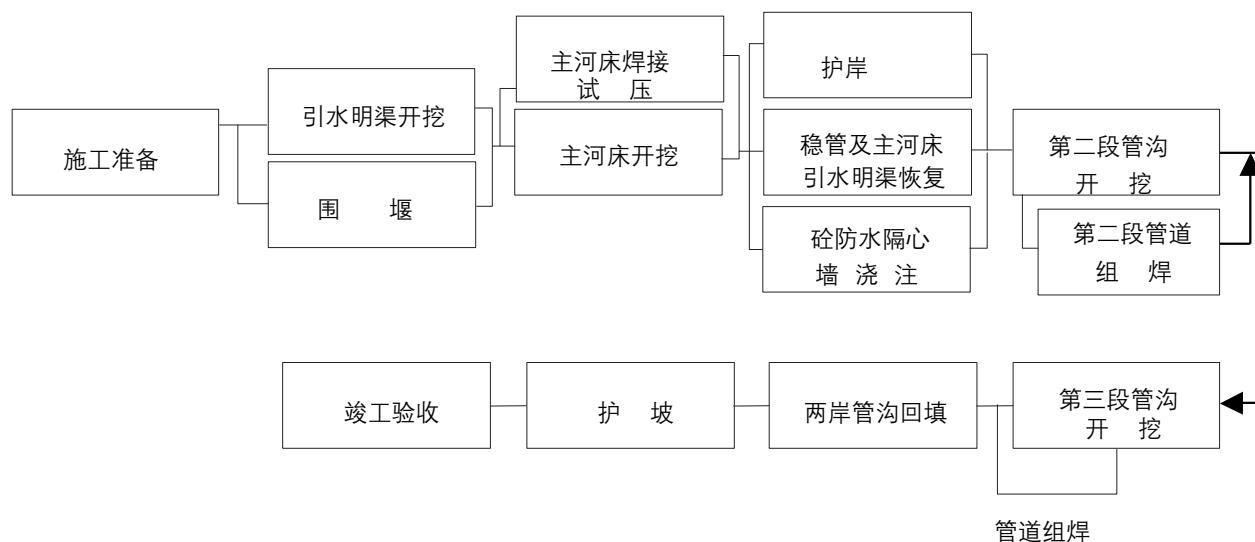 施工准备
引水明渠开挖
围 堰
主河床焊接
试 压
主河床开挖
护岸
稳管及主河床
引水明渠恢复
砼防水隔心
墙 浇 注
第二段管沟
开 挖
第二段管道
组 焊
竣工验收
护 坡
两岸管沟回填
第三段管沟
开 挖
管道组焊